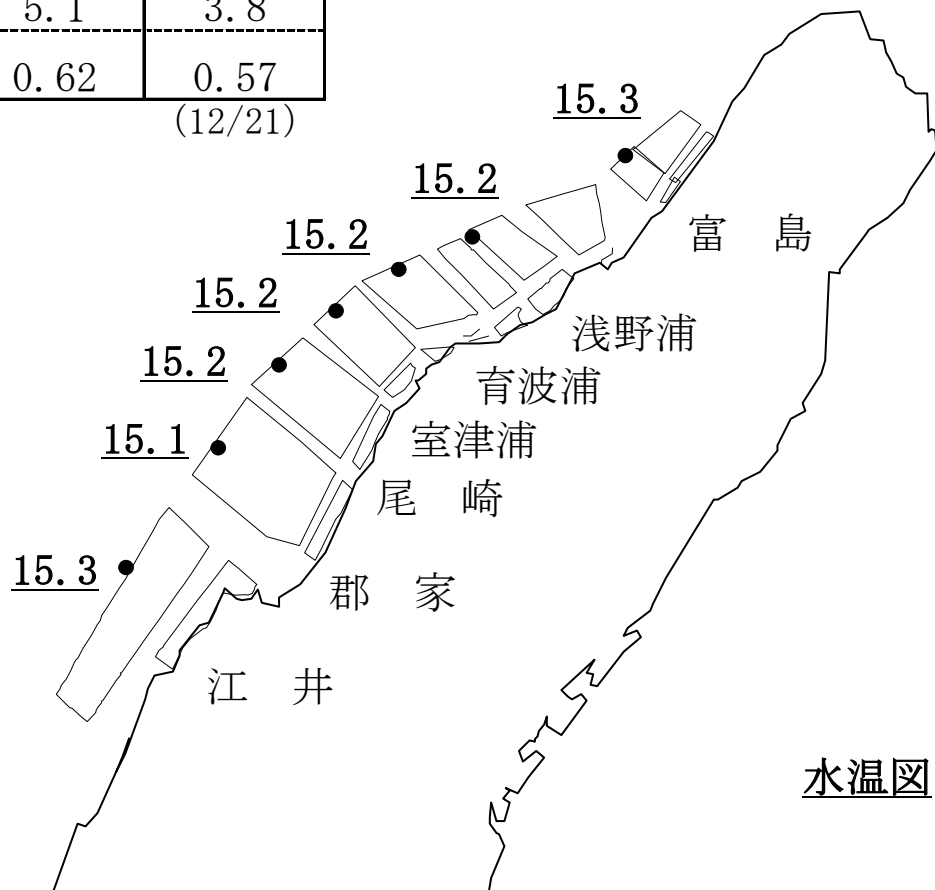 5.1 3.8
0.62 0.57
(12/21)
15.3
15.2
富 島
15.2
15.2
浅野浦
15.2
育波浦
15.1
室津浦
尾 崎
15.3
郡 家
江 井
水温図